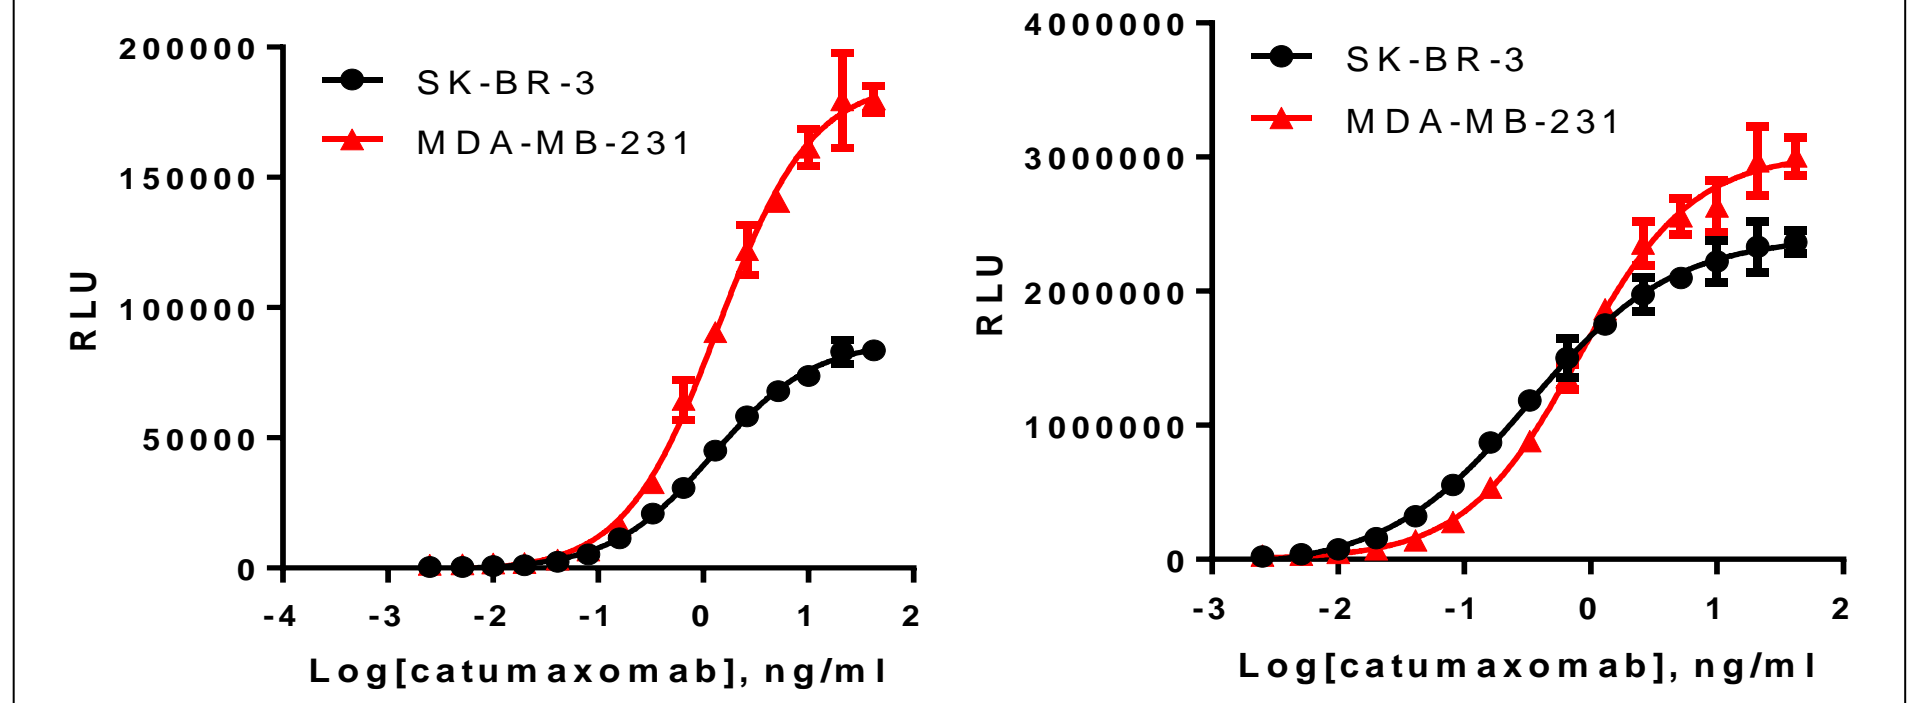 200000
150000
100000
50000
0
RLU
SK-BR-3
MDA-MB-231
-4 -3 -2 -1 0 1 2
Log[catumaxomab], ng/ml
4000000
3000000
2000000
1000000
0
RLU
SK-BR-3
MDA-MB-231
-3 -2 -1 0 1 2
Log[catumaxomab], ng/ml